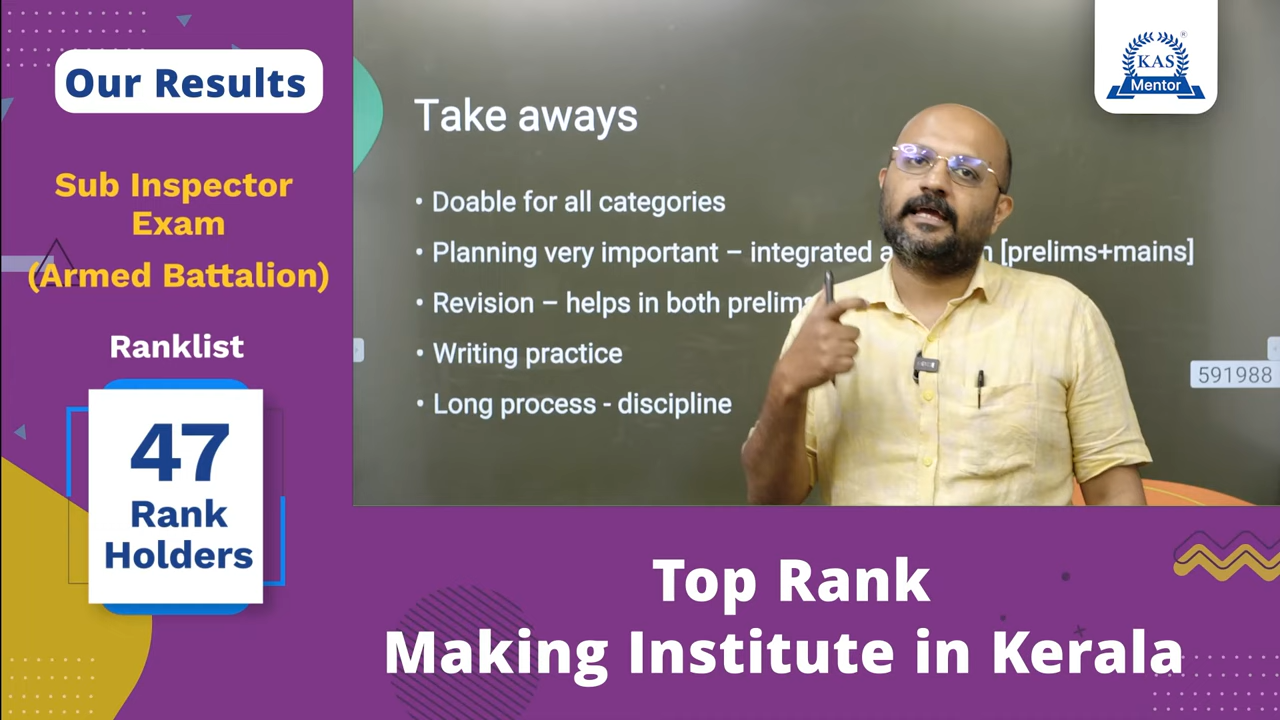 Our Results
Sub Inspector
Exam
(Armed Battalion)
Ranklist
47
Rank
Holders
Take aways
• Doable for all categories
• Planning very important – integrated a [prelims+mains]
• Revision – helps in both prelims
• Writing practice
• Long process - discipline
KAS
®
Mentor
591988
Top Rank
Making Institute in Kerala